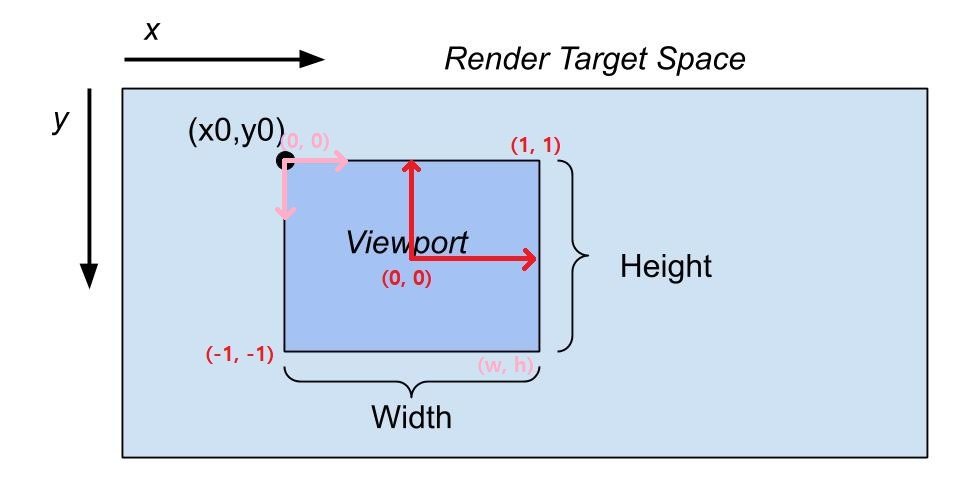 x
Render Target Space
y
(x0,y0)
(0, 0)
(1, 1)
Viewport
(0, 0)
Height
(-1, -1)
(w, h)
Width